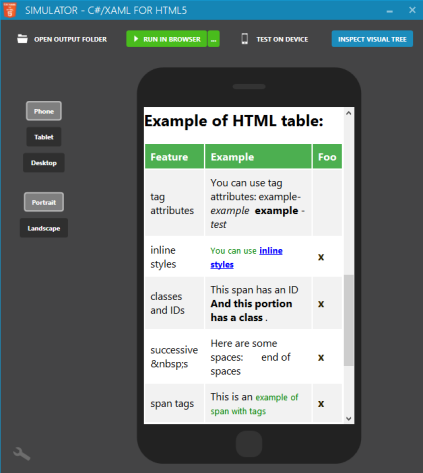 SIMULATOR - C#/XAML FOR HTML5
OPEN OUTPUT FOLDER
RUN IN BROWSER
...
TEST ON DEVICE
INSPECT VISUAL TREE
Phone
Tablet
Desktop
Portrait
Landscape
Example of HTML table:
Feature Example Foo
tag attributes
You can use tag
attributes: example-
example example -
test
inline styles
You can use inline
styles
x
classes and IDs
This span has an ID
And this portion
has a class .
x
successive &nbsp;s
Here are some
spaces: end of
spaces
x
span tags
This is an example of
span with tags
x